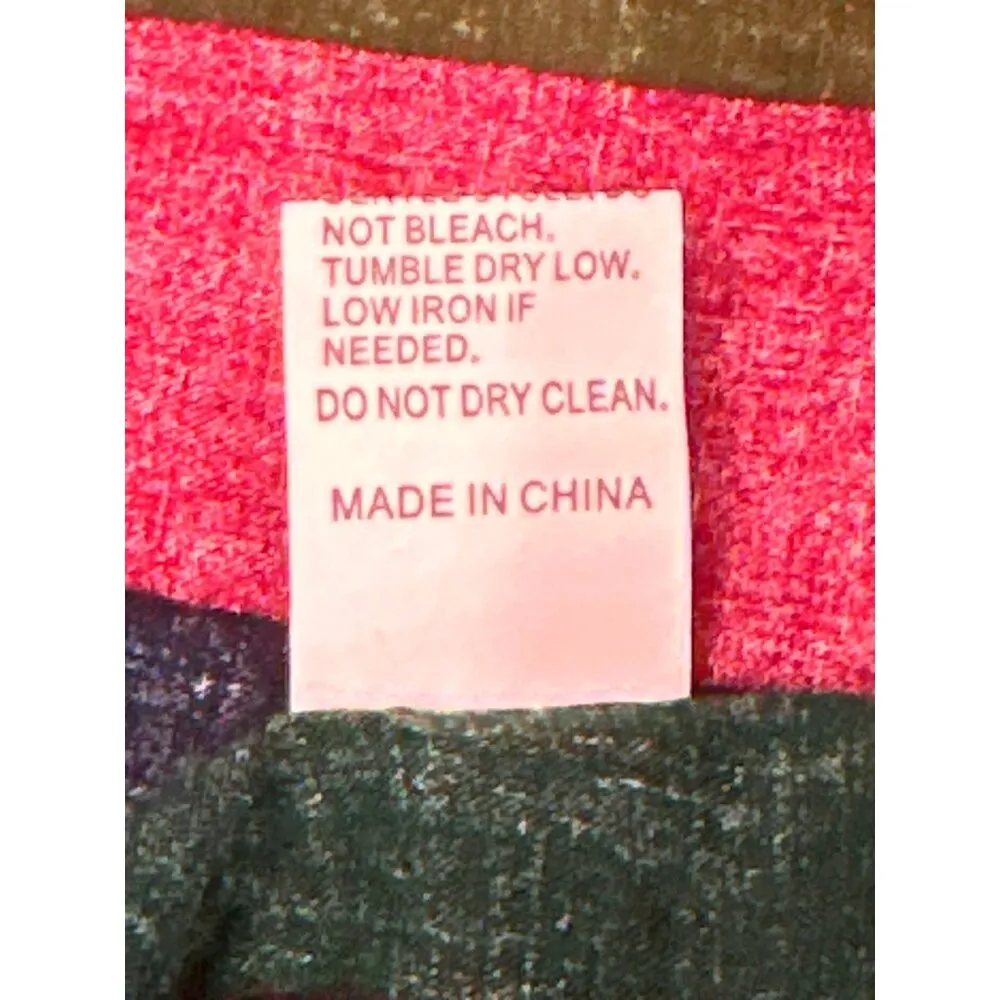 NOT BLEACH.
TUMBLE DRY LOW.
LOW IRON IF
NEEDED.
DO NOT DRY CLEAN.
MADE IN CHINA